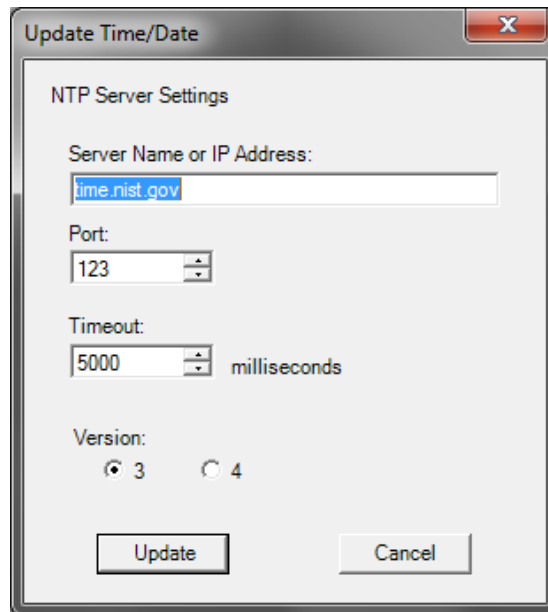 Update Time/Date
NTP Server Settings
Server Name or IP Address:
time.nist.gov
Port:
123
Timeout:
5000 milliseconds
Version:
3 4
Update Cancel